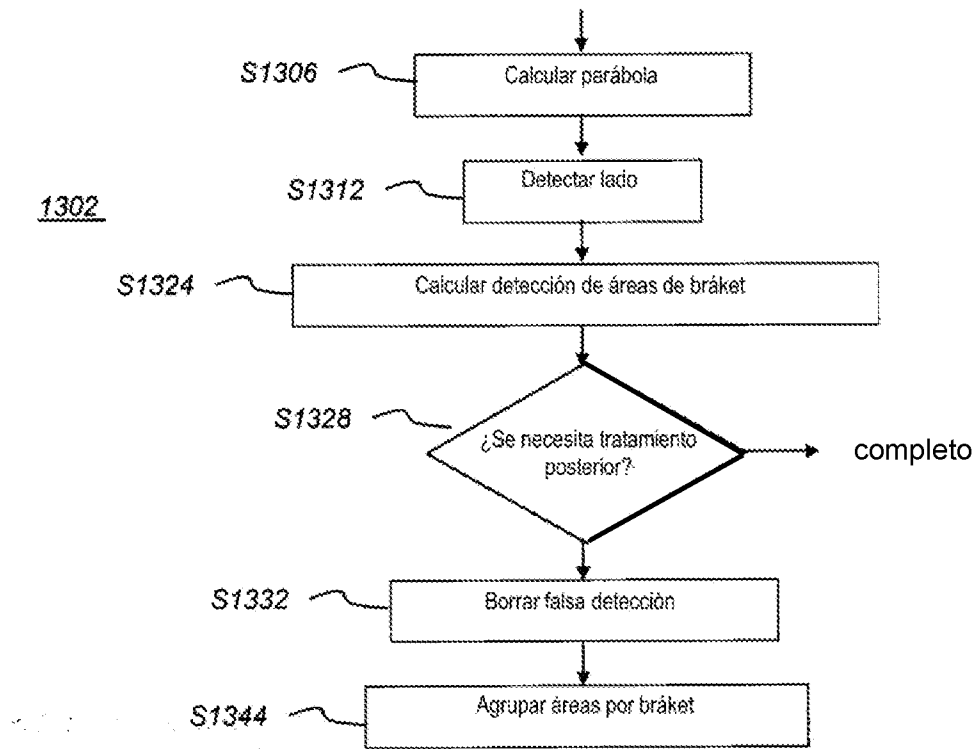 S1306
Calcular parábola
S1312
Detectar lado
1302
S1324
Calcular detección de áreas de bráket
S1328
¿Se necesita tratamiento
posterior?
completo
S1332
Borrar falsa detección
S1344
Agrupar áreas por bráket